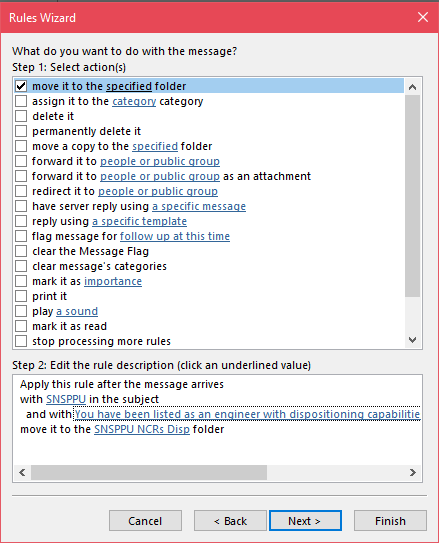 Rules Wizard
What do you want to do with the message?
Step 1: Select action(s)
move it to the specified folder
assign it to the category category
delete it
permanently delete it
move a copy to the specified folder
forward it to people or public group
forward it to people or public group as an attachment
redirect it to people or public group
have server reply using a specific message
reply using a specific template
flag message for follow up at this time
clear the Message Flag
clear message's categories
mark it as importance
print it
play a sound
mark it as read
stop processing more rules
Step 2: Edit the rule description (click an underlined value)
Apply this rule after the message arrives
with SNSPPU in the subject
and with You have been listed as an engineer with dispositioning capabilitie
move it to the SNSPPU NCRs Disp folder
Cancel
< Back
Next >
Finish